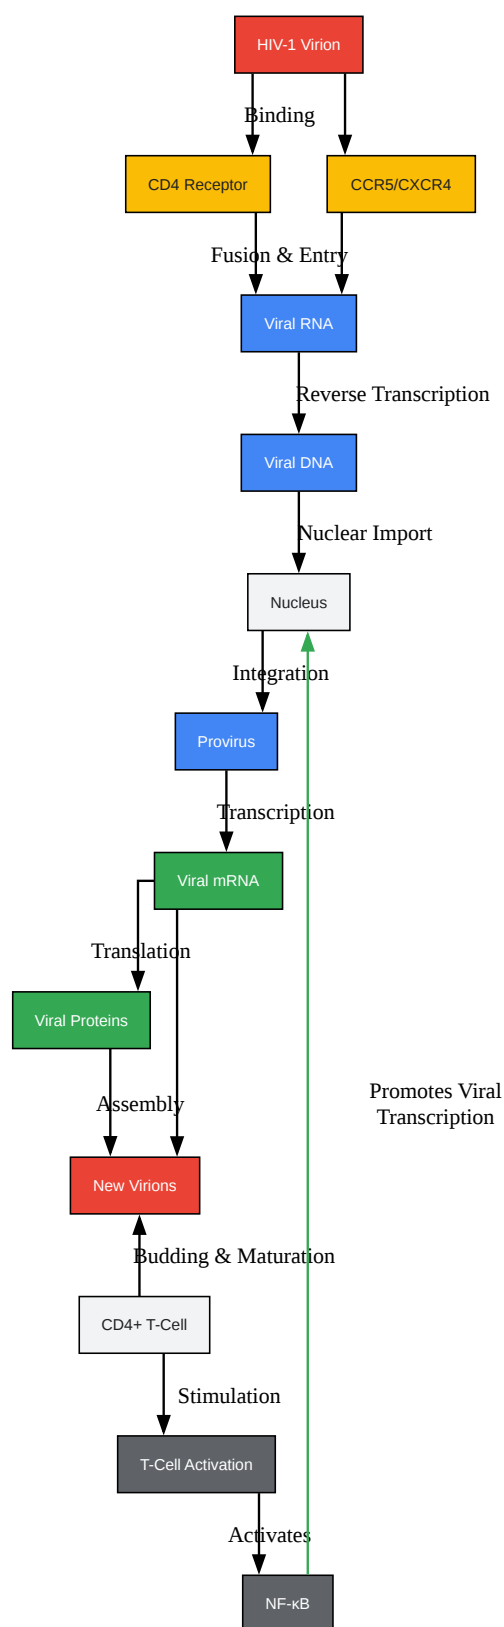 HIV-1 Virion
Binding
CD4 Receptor
CCR5/CXCR4
Fusion & Entry
Viral RNA
Reverse Transcription
Viral DNA
Nuclear Import
Nucleus
Integration
Provirus
Transcription
Viral mRNA
Translation
Viral Proteins
Promotes Viral
Transcription
Assembly
New Virions
Budding & Maturation
CD4+ T-Cell
Stimulation
T-Cell Activation
Activates
NF-κB